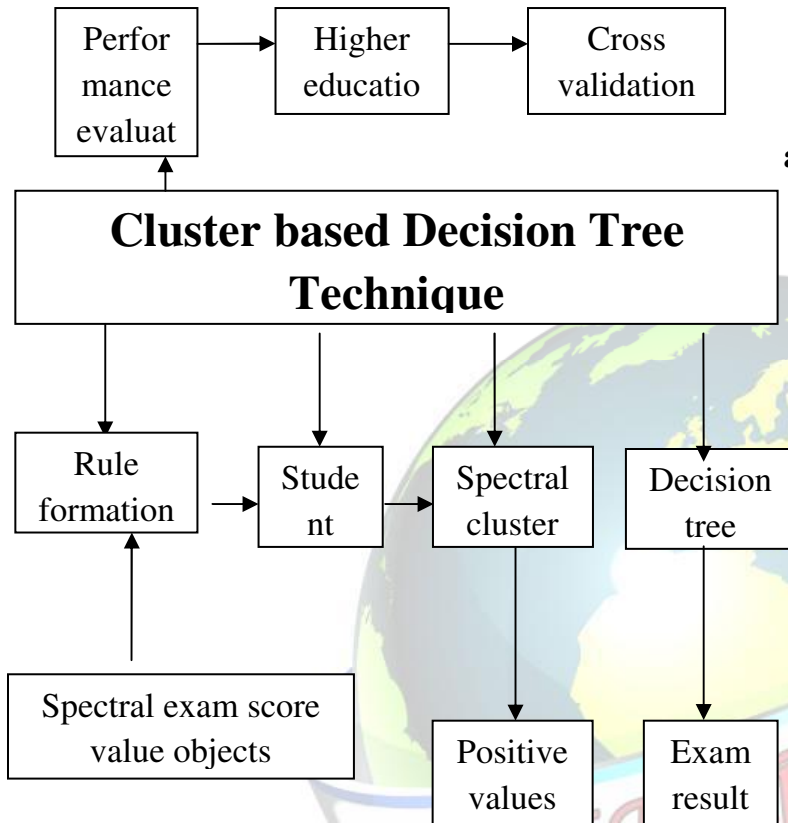 Perfor
mance
evaluat
Higher
educatio
Cross
validation
Cluster based Decision Tree
Technique
Rule
formation
Stude
nt
Spectral
cluster
Decision
tree
Spectral exam score
value objects
Positive
values
Exam
result